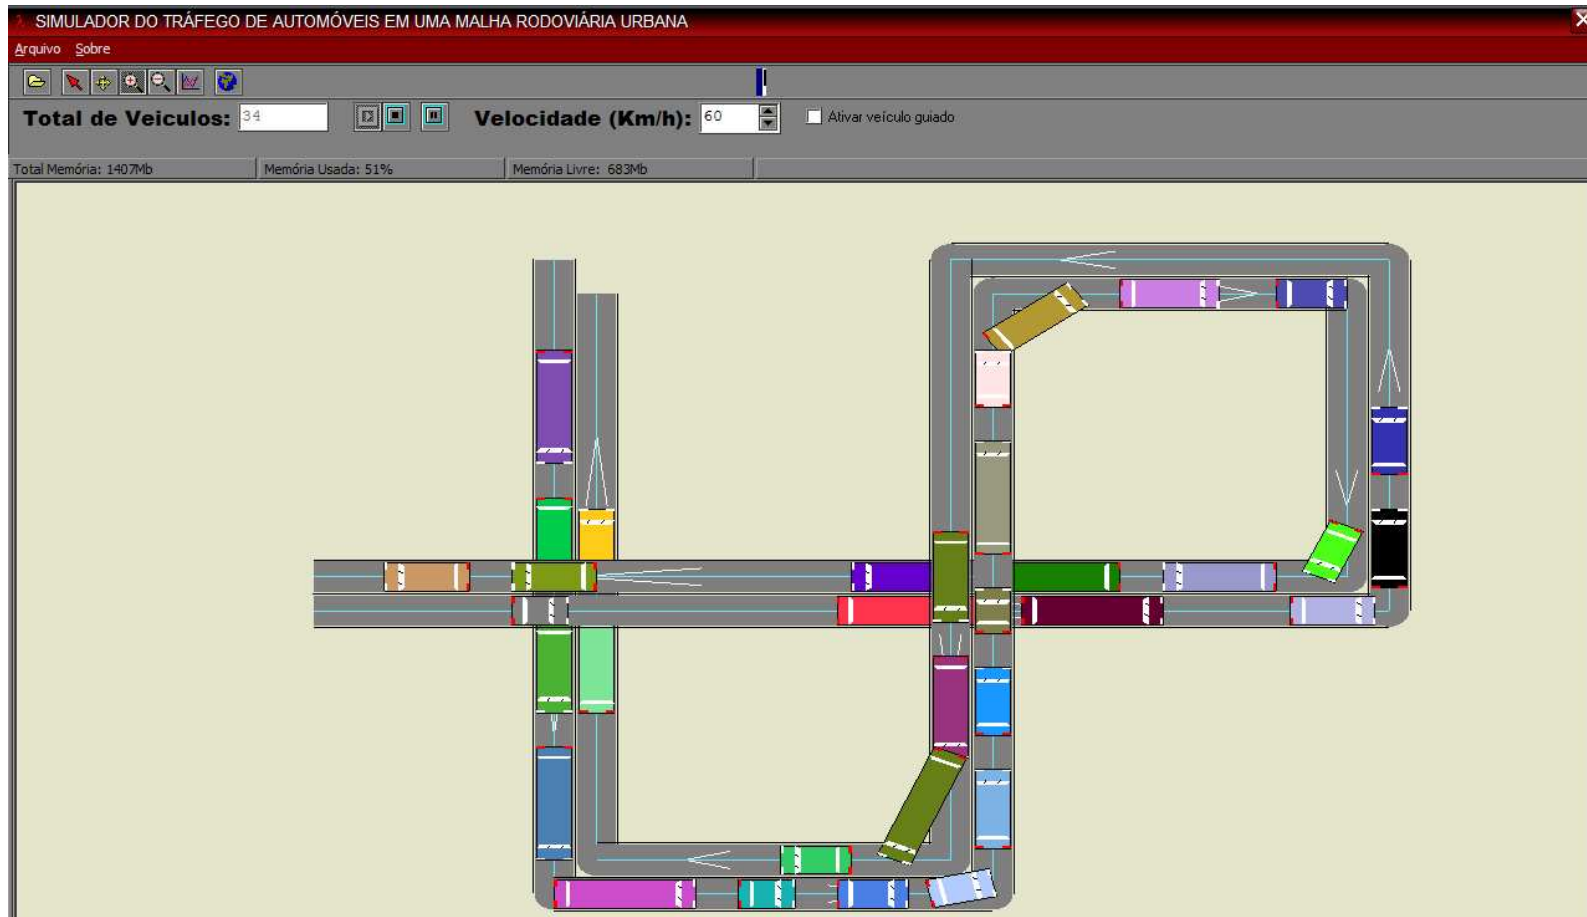 SIMULADOR DO TRÁFEGO DE AUTOMÓVEIS EM UMA MALHA RODOVIÁRIA URBANA
Arquivo Sobre
Total de Veiculos: 34 Velocidade (Km/h): 60 Ativar veículo guiado
Total Memória: 1407Mb Memória Usada: 51% Memória Livre: 683Mb